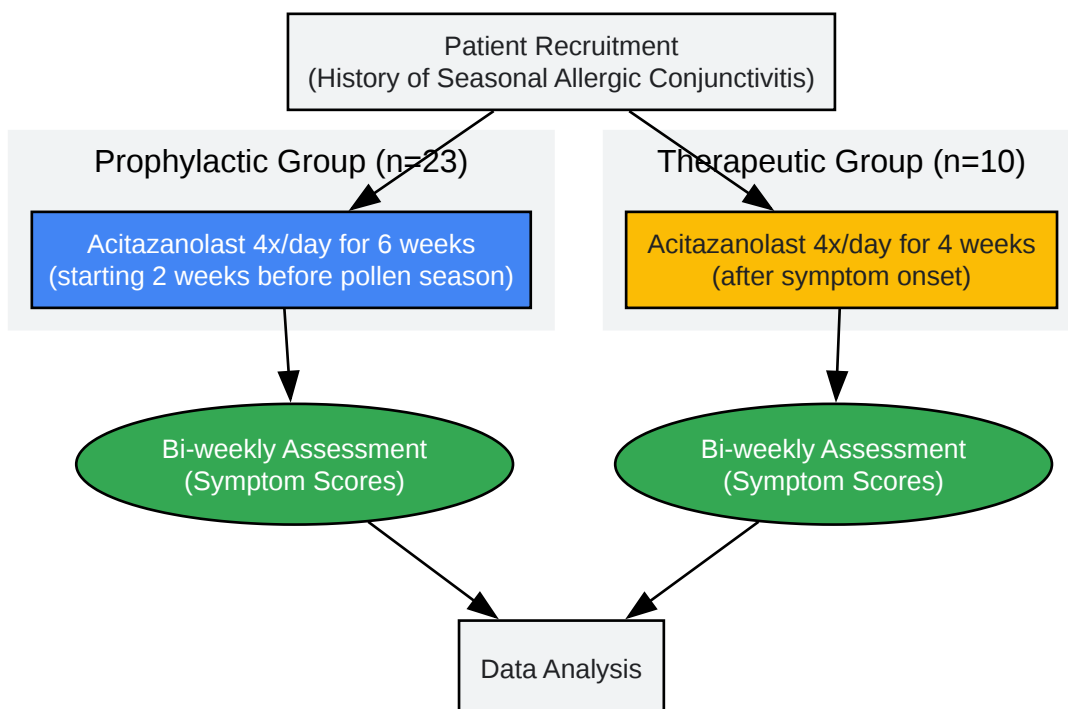 Patient Recruitment
(History of Seasonal Allergic Conjunctivitis)
Prophylactic Group (n=23)
Therapeutic Group (n=10)
Acitazanolast 4x/day for 6 weeks
(starting 2 weeks before pollen season)
Acitazanolast 4x/day for 4 weeks
(after symptom onset)
Bi-weekly Assessment
(Symptom Scores)
Bi-weekly Assessment
(Symptom Scores)
Data Analysis